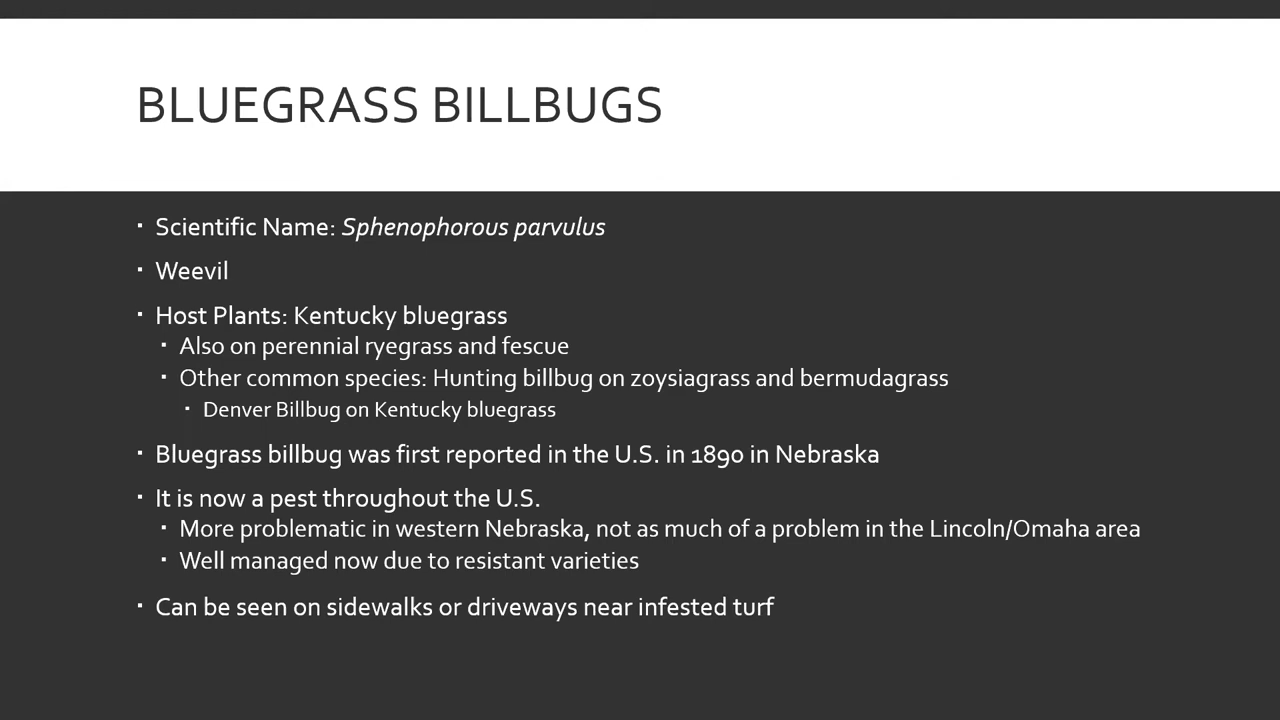 BLUEGRASS BILLBUGS
▪ Scientific Name: Sphenophorous parvulus
▪ Weevil
▪ Host Plants: Kentucky bluegrass
▪ Also on perennial ryegrass and fescue
▪ Other common species: Hunting billbug on zoysiagrass and bermudagrass
▪ Denver Billbug on Kentucky bluegrass
▪ Bluegrass billbug was first reported in the U.S. in 1890 in Nebraska
▪ It is now a pest throughout the U.S.
▪ More problematic in western Nebraska, not as much of a problem in the Lincoln/Omaha area
▪ Well managed now due to resistant varieties
▪ Can be seen on sidewalks or driveways near infested turf